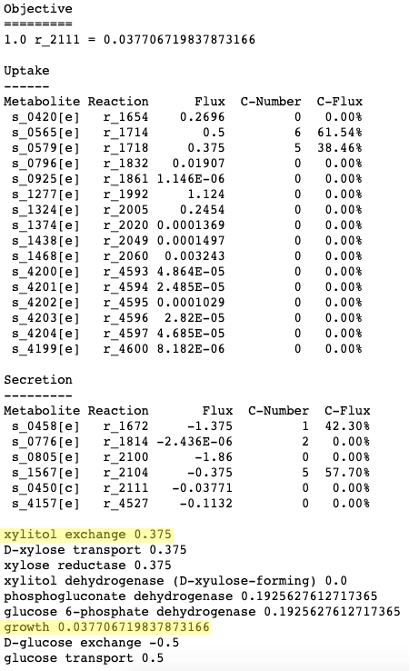 Objective
=========
1.0 r_2111 = 0.037706719837873166
Uptake
------
Metabolite Reaction Flux C-Number C-Flux
s_0420[e] r_1654 0.2696 0 0.00%
s_0565[e] r_1714 0.5 6 61.54%
s_0579[e] r_1718 0.375 5 38.46%
s_0796[e] r_1832 0.01907 0 0.00%
s_0925[e] r_1861 1.146E-06 0 0.00%
s_1277[e] r_1992 1.124 0 0.00%
s_1324[e] r_2005 0.2454 0 0.00%
s_1374[e] r_2020 0.0001369 0 0.00%
s_1438[e] r_2049 0.0001497 0 0.00%
s_1468[e] r_2060 0.003243 0 0.00%
s_4200[e] r_4593 4.864E-05 0 0.00%
s_4201[e] r_4594 2.485E-05 0 0.00%
s_4202[e] r_4595 0.0001029 0 0.00%
s_4203[e] r_4596 2.82E-05 0 0.00%
s_4204[e] r_4597 4.685E-05 0 0.00%
s_4199[e] r_4600 8.182E-06 0 0.00%
Secretion
---------
Metabolite Reaction Flux C-Number C-Flux
s_0458[e] r_1672 -1.375 1 42.30%
s_0776[e] r_1814 -2.436E-06 2 0.00%
s_0805[e] r_2100 -1.86 0 0.00%
s_1567[e] r_2104 -0.375 5 57.70%
s_0450[c] r_2111 -0.03771 0 0.00%
s_4157[e] r_4527 -0.1132 0 0.00%
xylitol exchange 0.375
D-xylose transport 0.375
xylose reductase 0.375
xylitol dehydrogenase (D-xyulose-forming) 0.0
phosphogluconate dehydrogenase 0.1925627612717365
glucose 6-phosphate dehydrogenase 0.1925627612717365
growth 0.037706719837873166
D-glucose exchange -0.5
glucose transport 0.5